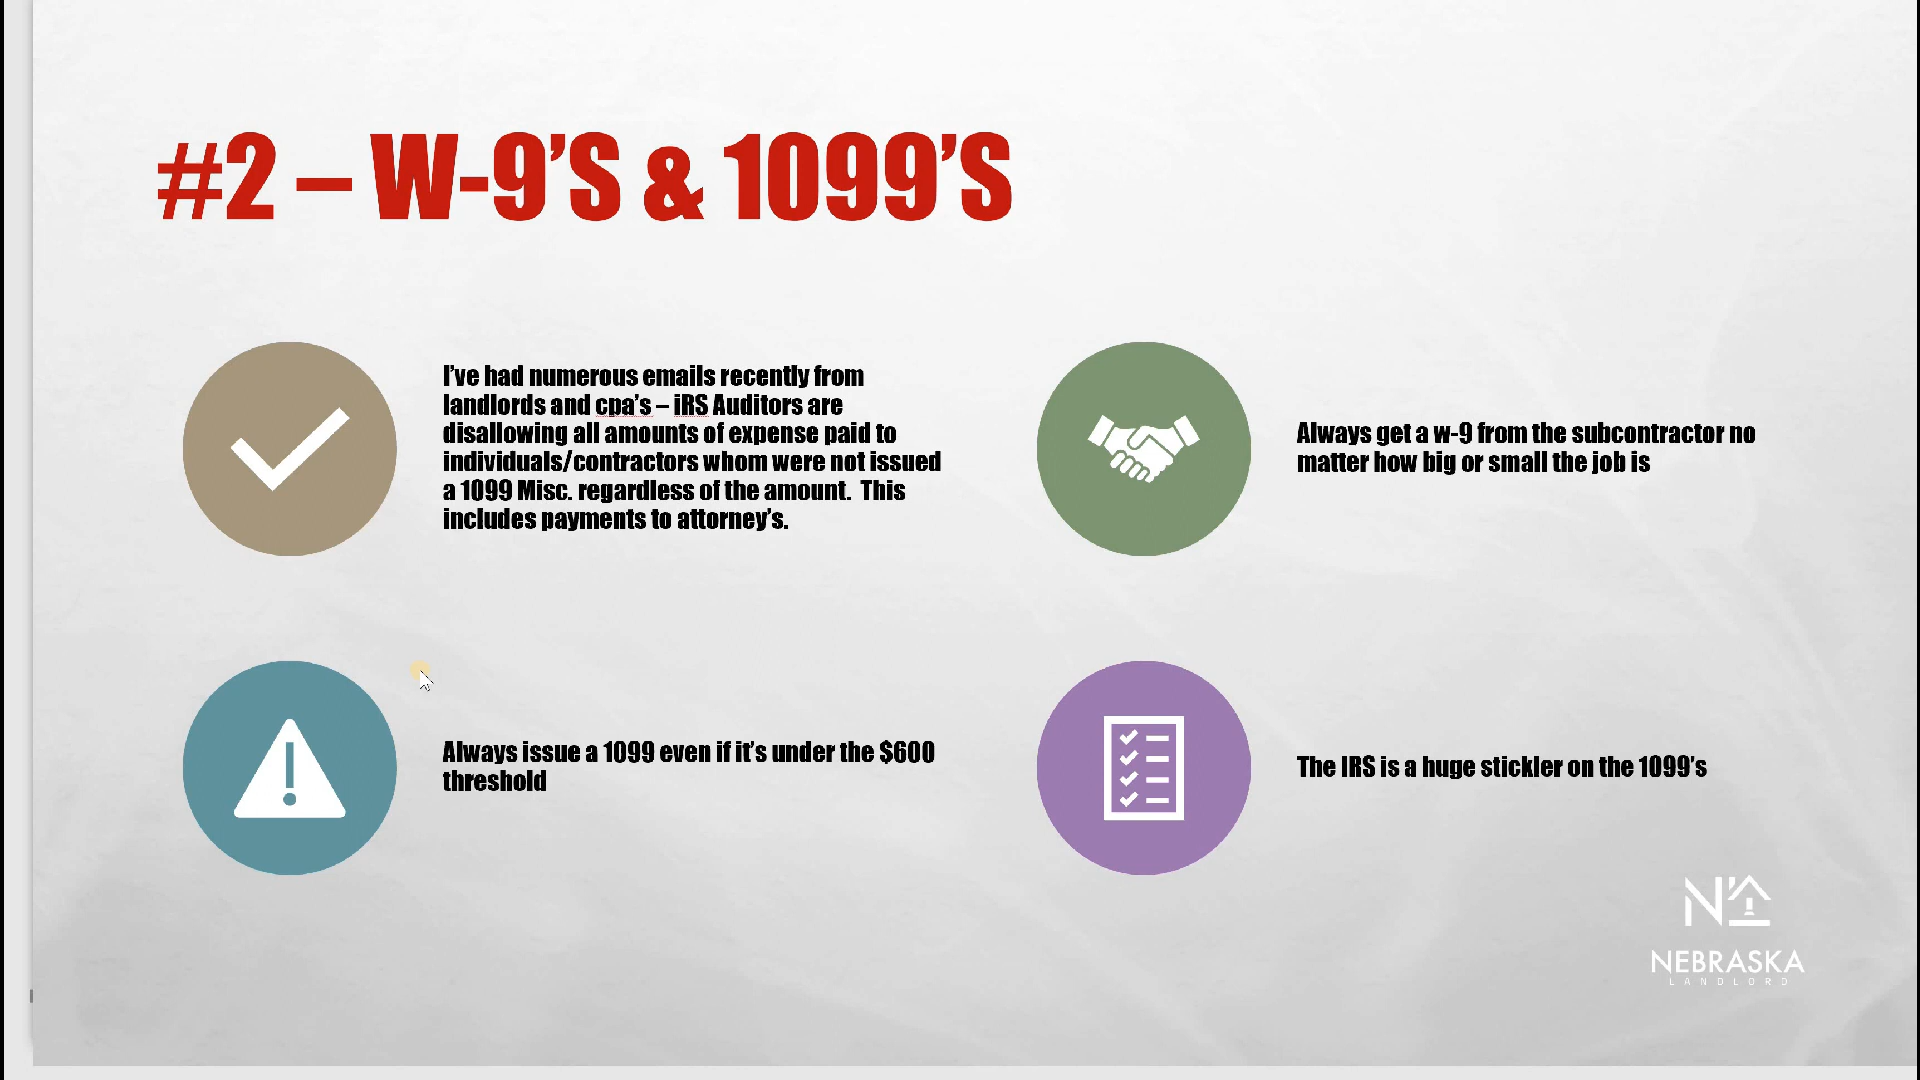 #2 – W-9’S & 1099’S
I’ve had numerous emails recently from
landlords and cpa’s – iRS Auditors are
disallowing all amounts of expense paid to
individuals/contractors whom were not issued
a 1099 Misc. regardless of the amount.  This
includes payments to attorney’s.
Always get a w-9 from the subcontractor no
matter how big or small the job is
Always issue a 1099 even if it’s under the $600
threshold
The IRS is a huge stickler on the 1099’s
NEBRASKA
LANDLORD